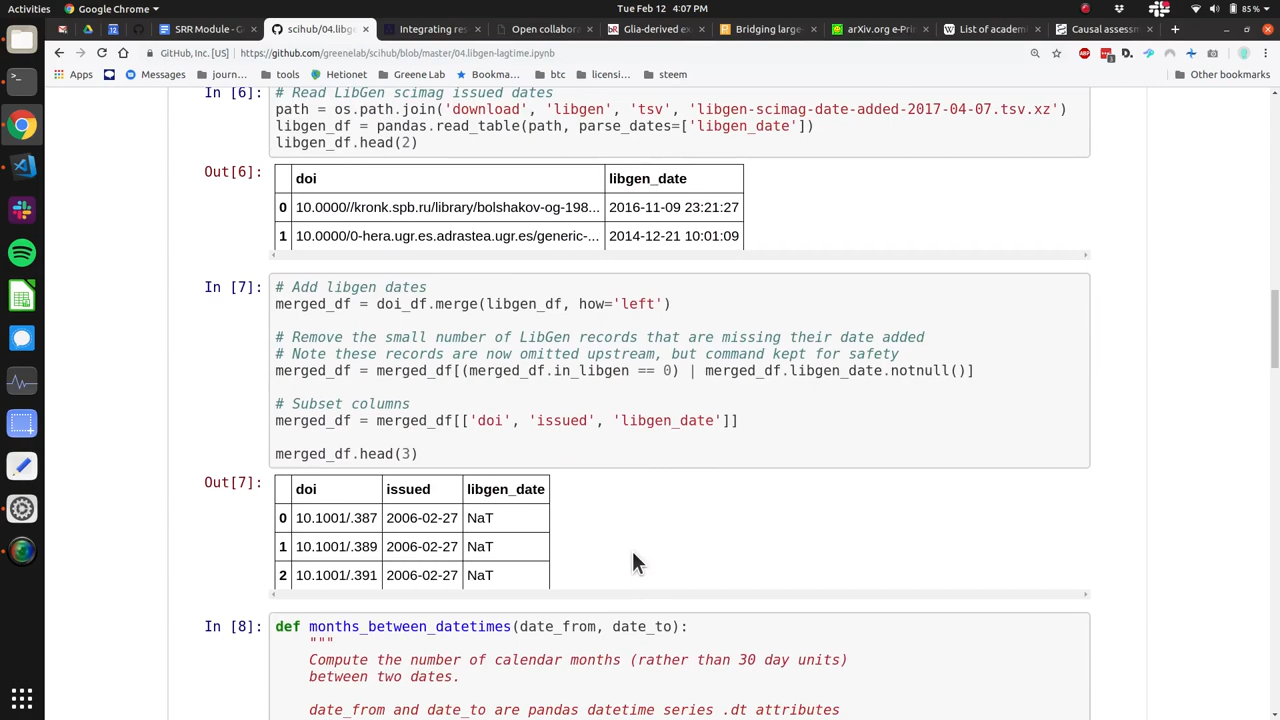 Activities
Google Chrome
Tue Feb 12 4:07 PM
85%
SRR Module - G
scihub/04.libge
Integrating res
Open collabora
Glia-derived ex
Bridging large
arXiv.org e-Pri
List of academi
Causal assessm
GitHub, Inc. [US]
https://github.com/greenelab/scihub/blob/master/04.libgen-lagtime.ipynb
Apps
Messages
journ...
tools
Hetionet
Greene Lab
Bookma...
btc
licensi...
steem
Other bookmarks
In [6]:
# Read LibGen scimag issued dates
path = os.path.join('download', 'libgen', 'tsv', 'libgen-scimag-date-added-2017-04-07.tsv.xz')
libgen_df = pandas.read_table(path, parse_dates=['libgen_date'])
libgen_df.head(2)
Out[6]:
doi libgen_date
0 10.0000//kronk.spb.ru/library/bolshakov-og-198... 2016-11-09 23:21:27
1 10.0000/0-hera.ugr.es.adrastea.ugr.es/generic-... 2014-12-21 10:01:09
In [7]:
# Add libgen dates
merged_df = doi_df.merge(libgen_df, how='left')
# Remove the small number of LibGen records that are missing their date added
# Note these records are now omitted upstream, but command kept for safety
merged_df = merged_df[(merged_df.in_libgen == 0) | merged_df.libgen_date.notnull()]
# Subset columns
merged_df = merged_df[['doi', 'issued', 'libgen_date']]
merged_df.head(3)
Out[7]:
doi issued libgen_date
0 10.1001/.387 2006-02-27 NaT
1 10.1001/.389 2006-02-27 NaT
2 10.1001/.391 2006-02-27 NaT
In [8]:
def months_between_datetimes(date_from, date_to):
"""
Compute the number of calendar months (rather than 30 day units)
between two dates.
date_from and date_to are pandas datetime series .dt attributes